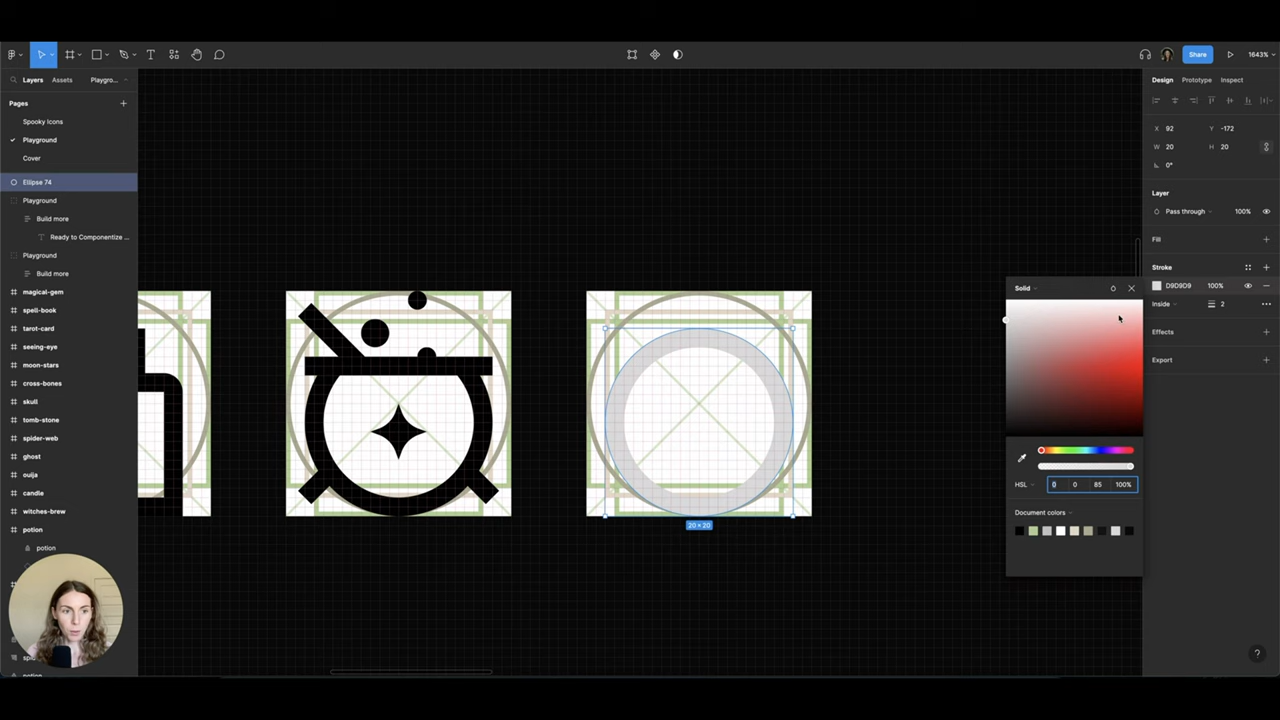 Share
1643%
Layers
Assets
Playgro...
Design
Prototype
Inspect
Pages
Spooky Icons
Playground
Cover
Ellipse 74
Playground
Build more
Ready to Componentize ...
Playground
Build more
magical-gem
spell-book
tarot-card
seeing-eye
moon-stars
cross-bones
skull
tomb-stone
spider-web
ghost
ouija
candle
witches-brew
potion
potion
20 × 20
X 92
Y -172
W 20
H 20
0°
Layer
Pass through
100%
Fill
Stroke
D9D9D9
100%
Inside
2
Effects
Export
Solid
HSL
0
0
85
100%
Document colors
?